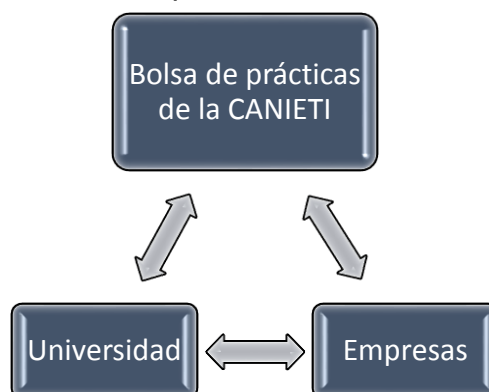 Bolsa de prácticas
de la CANIETI
Universidad
Empresas